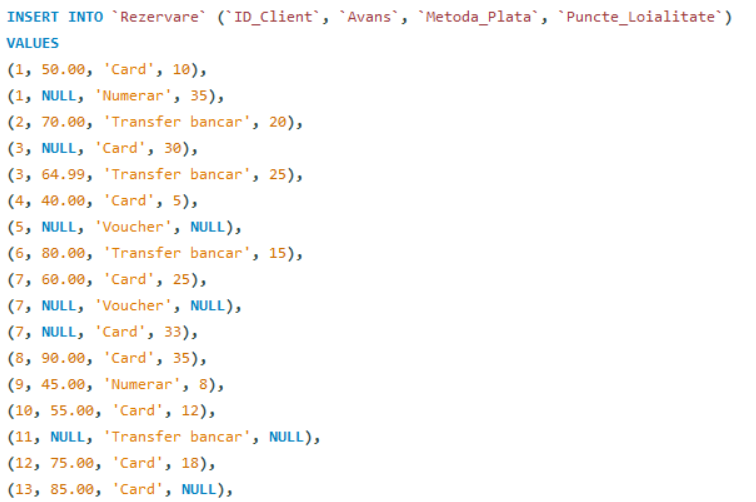 INSERT INTO `Rezervare` (`ID_Client`, `Avans`, `Metoda_Plata`, `Puncte_Loialitate`)
VALUES
(1, 50.00, 'Card', 10),
(1, NULL, 'Numerar', 35),
(2, 70.00, 'Transfer bancar', 20),
(3, NULL, 'Card', 30),
(3, 64.99, 'Transfer bancar', 25),
(4, 40.00, 'Card', 5),
(5, NULL, 'Voucher', NULL),
(6, 80.00, 'Transfer bancar', 15),
(7, 60.00, 'Card', 25),
(7, NULL, 'Voucher', NULL),
(7, NULL, 'Card', 33),
(8, 90.00, 'Card', 35),
(9, 45.00, 'Numerar', 8),
(10, 55.00, 'Card', 12),
(11, NULL, 'Transfer bancar', NULL),
(12, 75.00, 'Card', 18),
(13, 85.00, 'Card', NULL),